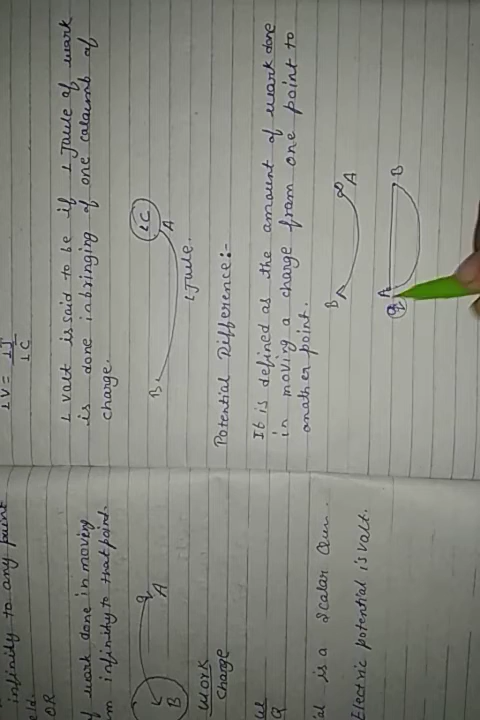 infinity to any point
OR
work done in moving
infinity to that point.
q
A
B
Work
Charge
W
Q
is a scalar
Electric potential is volt.
1V = 1J
1C
1 Volt is said to be if 1 Joule of work
is done in bringing of one coulomb of
charge.
1C
A
B
1 Joule.
Potential Difference:-
It is defined as the amount of work done
in moving a charge from one point to
another point.
B
A
A
B
q